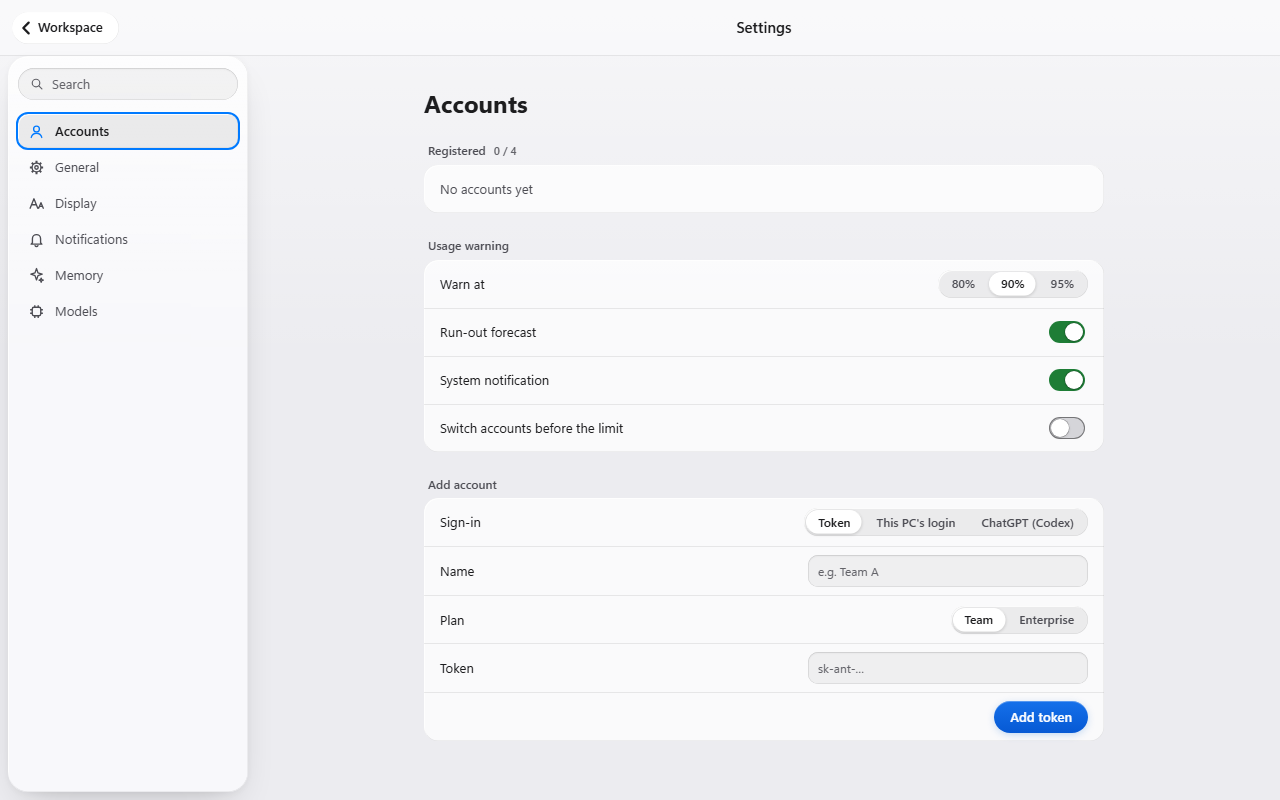 Workspace
Settings
Search
Accounts
General
Display
Notifications
Memory
Models
Accounts
Registered 0 / 4
No accounts yet
Usage warning
Warn at 80% 90% 95%
Run-out forecast
System notification
Switch accounts before the limit
Add account
Sign-in Token This PC's login ChatGPT (Codex)
Name e.g. Team A
Plan Team Enterprise
Token sk-ant-...
Add token